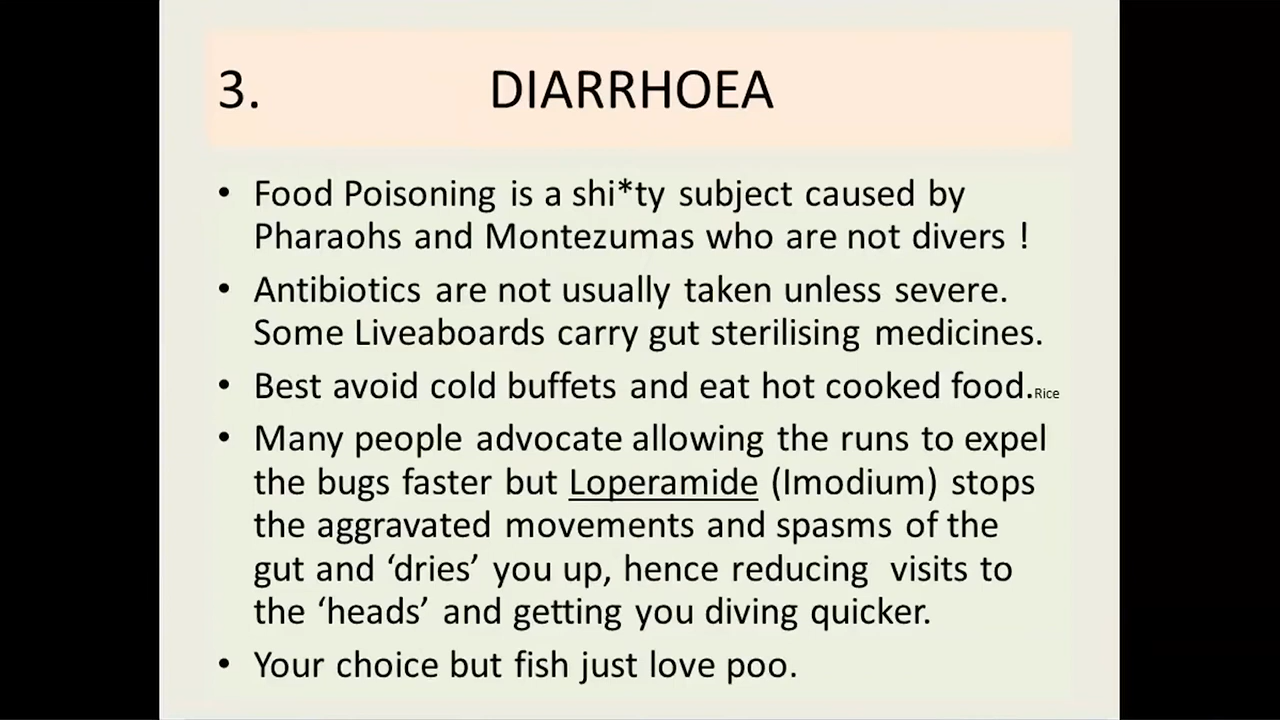 3. DIARRHOEA
• Food Poisoning is a shi*ty subject caused by
Pharaohs and Montezumas who are not divers !
• Antibiotics are not usually taken unless severe.
Some Liveaboards carry gut sterilising medicines.
• Best avoid cold buffets and eat hot cooked food.Rice
• Many people advocate allowing the runs to expel
the bugs faster but Loperamide (Imodium) stops
the aggravated movements and spasms of the
gut and ‘dries’ you up, hence reducing visits to
the ‘heads’ and getting you diving quicker.
• Your choice but fish just love poo.